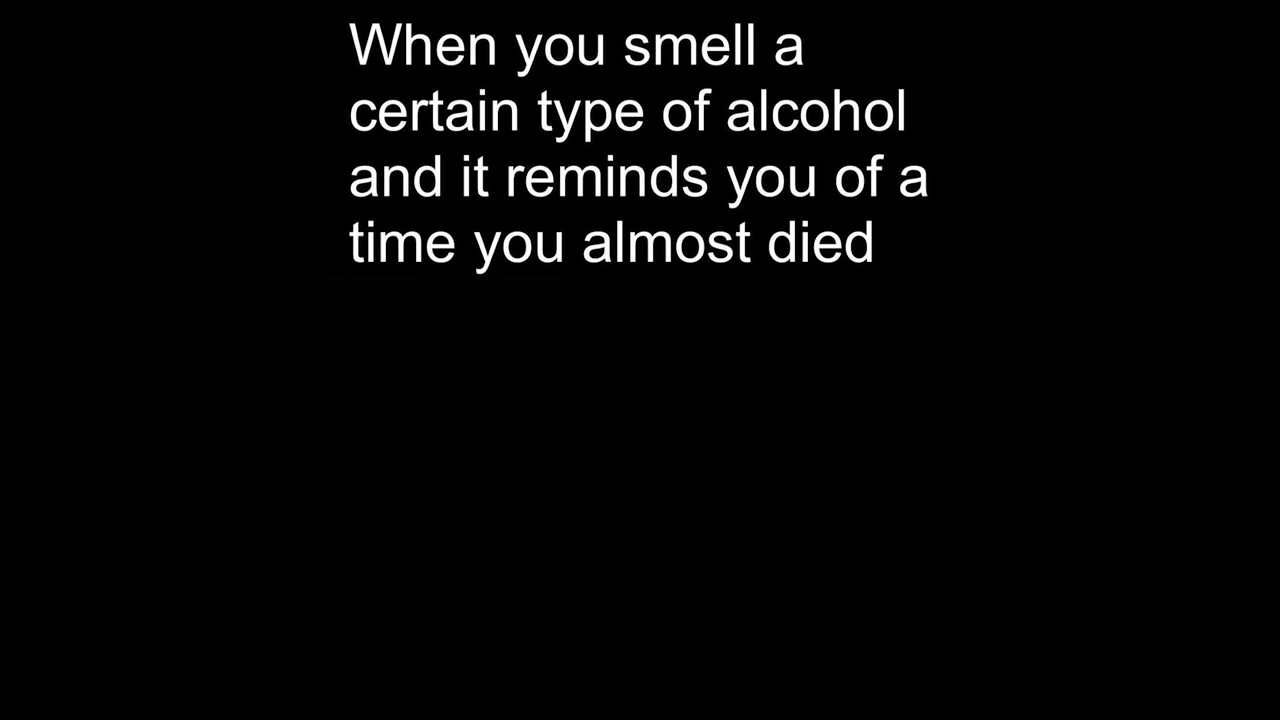 When you smell a
certain type of alcohol
and it reminds you of a
time you almost died